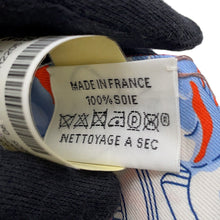 MADE IN FRANCE
100% SOIE
NETTOYAGE A SEC